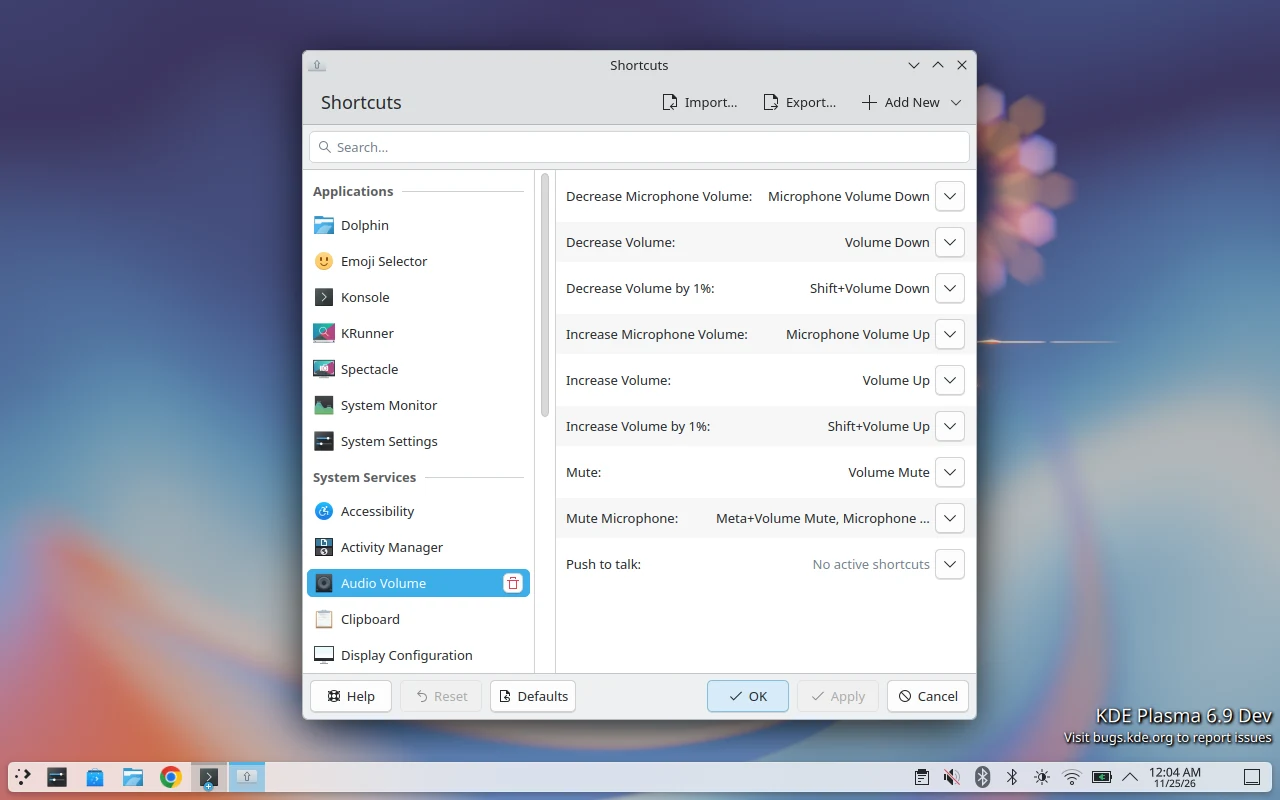 Shortcuts
Shortcuts
Import...
Export...
Add New
Search...
Applications
Dolphin
Emoji Selector
Konsole
KRunner
Spectacle
System Monitor
System Settings
System Services
Accessibility
Activity Manager
Audio Volume
Clipboard
Display Configuration
Decrease Microphone Volume: Microphone Volume Down
Decrease Volume: Volume Down
Decrease Volume by 1%: Shift+Volume Down
Increase Microphone Volume: Microphone Volume Up
Increase Volume: Volume Up
Increase Volume by 1%: Shift+Volume Up
Mute: Volume Mute
Mute Microphone: Meta+Volume Mute, Microphone ...
Push to talk: No active shortcuts
Help
Reset
Defaults
OK
Apply
Cancel
KDE Plasma 6.9 Dev
Visit bugs.kde.org to report issues
12:04 AM
11/25/26